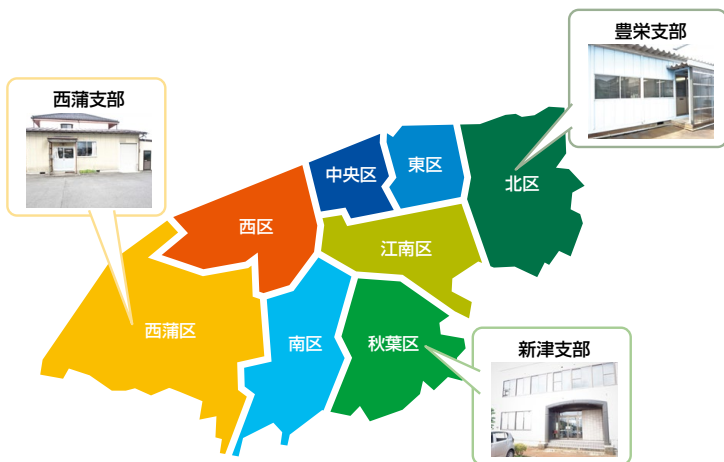 豊栄支部
西蒲支部
中央区
東区
北区
西区
江南区
西蒲区
南区
秋葉区
新津支部